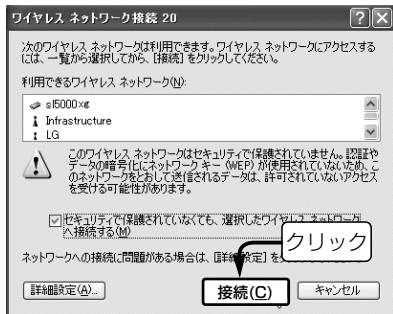 ワイヤレス ネットワーク接続 20
次のワイヤレス ネットワークは利用できます。ワイヤレス ネットワークにアクセスする
には、一覧から選択してから、[接続] をクリックしてください。
利用できるワイヤレス ネットワーク(N):
sl5000xg
Infrastructure
LG
このワイヤレス ネットワークはセキュリティで保護されていません。認証や
データの暗号化にネットワーク キー (WEP) が使用されていないため、こ
のネットワークをとおして送信されるデータは、許可されていないアクセス
を受ける可能性があります。
セキュリティで保護されていなくても、選択したワイヤレス ネットワーク
へ接続する(M)
クリック
ネットワークへの接続に問題がある場合は、[詳細設定] を
詳細設定(A)...
接続(C)
キャンセル